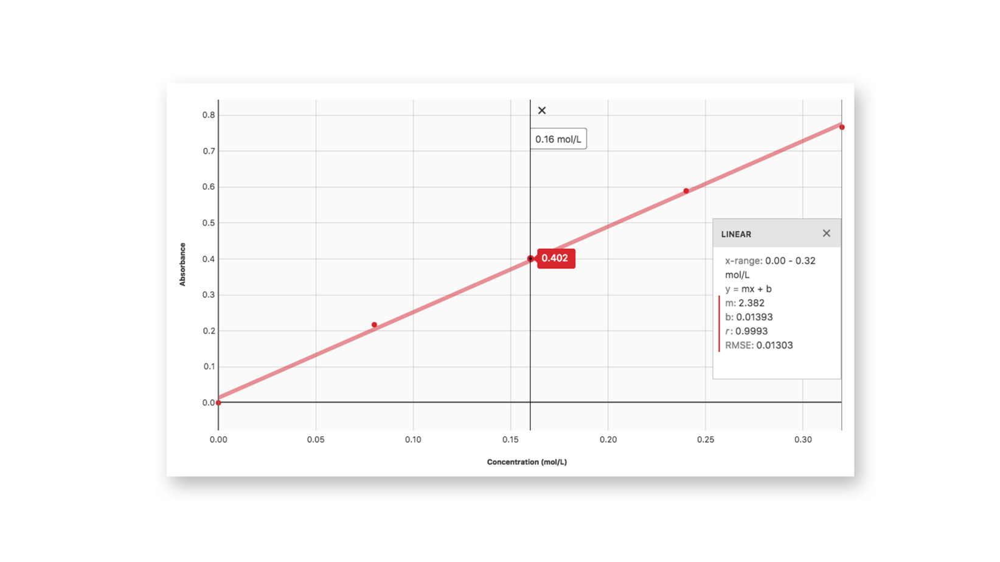 0.8
0.7
0.6
0.5
0.4
0.3
0.2
0.1
0.0
Absorbance
0.16 mol/L
0.402
LINEAR
x-range: 0.00 - 0.32
mol/L
y = mx + b
m: 2.382
b: 0.01393
r: 0.9993
RMSE: 0.01303
0.00 0.05 0.10 0.15 0.20 0.25 0.30
Concentration (mol/L)